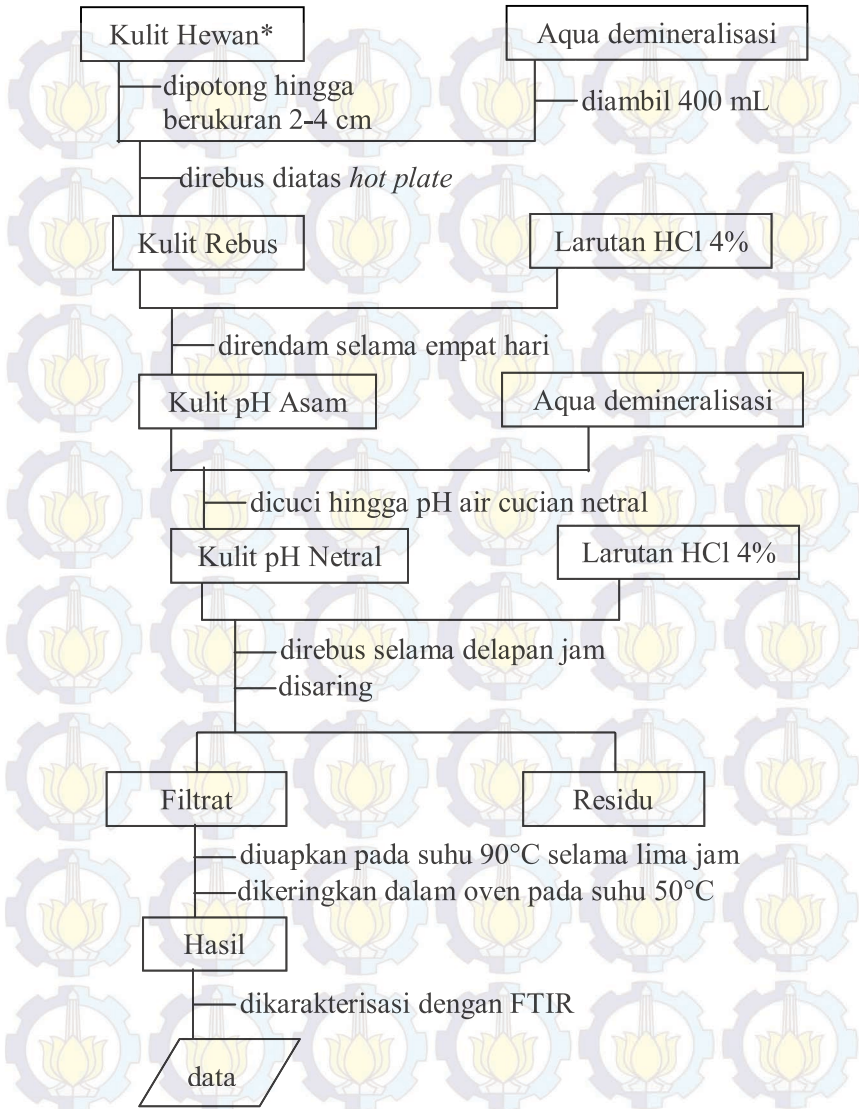 Kulit Hewan*
Aqua demineralisasi
dipotong hingga
berukuran 2-4 cm
diambil 400 mL
direbus diatas hot plate
Kulit Rebus
Larutan HCl 4%
direndam selama empat hari
Kulit pH Asam
Aqua demineralisasi
dicuci hingga pH air cucian netral
Kulit pH Netral
Larutan HCl 4%
direbus selama delapan jam
disaring
Filtrat
Residu
diuapkan pada suhu 90°C selama lima jam
dikeringkan dalam oven pada suhu 50°C
Hasil
dikarakterisasi dengan FTIR
data